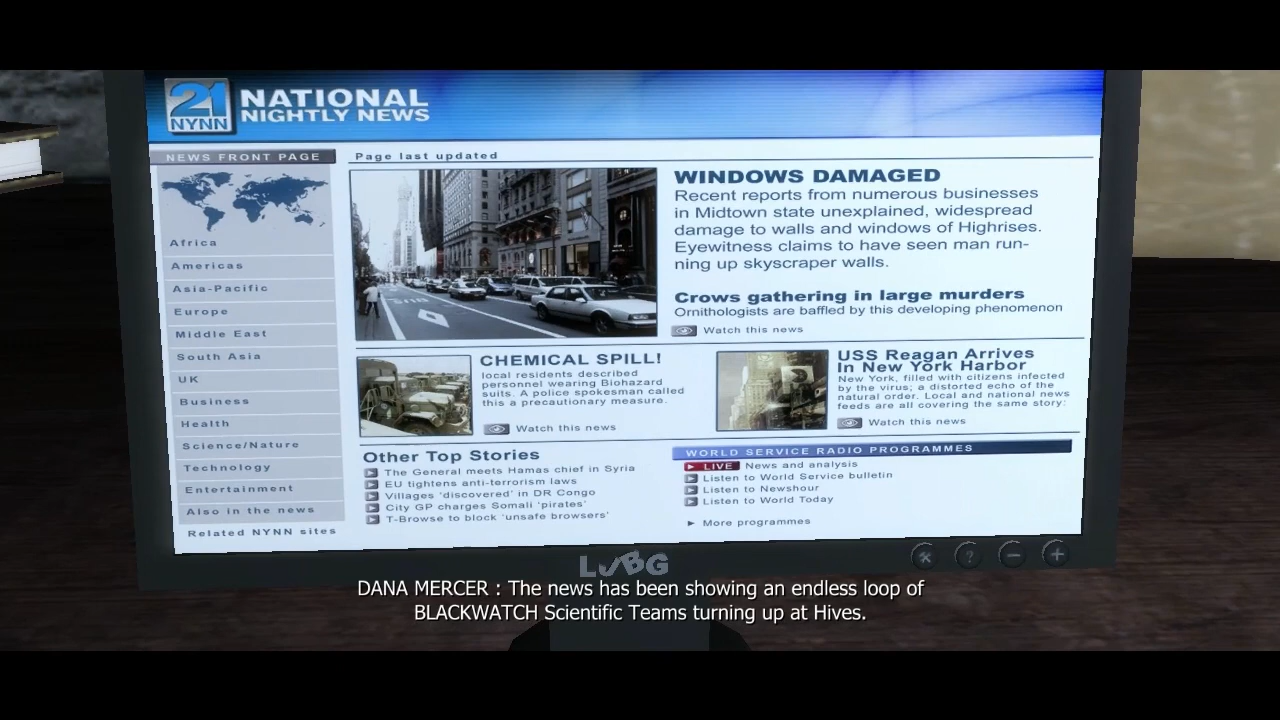 21
NYNN
NATIONAL
NIGHTLY NEWS
NEWS FRONT PAGE
Africa
Americas
Asia-Pacific
Europe
Middle East
South Asia
UK
Business
Health
Science/Nature
Technology
Entertainment
Also in the news
Related NYNN sites
Page last updated
WINDOWS DAMAGED
Recent reports from numerous businesses
in Midtown state unexplained, widespread
damage to walls and windows of Highrises.
Eyewitness claims to have seen man run-
ning up skyscraper walls.
Crows gathering in large murders
Ornithologists are baffled by this developing phenomenon
Watch this news
CHEMICAL SPILL!
local residents described
personnel wearing Biohazard
suits. A police spokesman called
this a precautionary measure.
Watch this news
USS Reagan Arrives
In New York Harbor
New York, filled with citizens infected
by the virus; a distorted echo of the
natural order. Local and national news
feeds are all covering the same story:
Watch this news
Other Top Stories
The General meets Hamas chief in Syria
EU tightens anti-terrorism laws
Villages 'discovered' in DR Congo
City GP charges Somali 'pirates'
T-Browse to block 'unsafe browsers'
WORLD SERVICE RADIO PROGRAMMES
LIVE News and analysis
Listen to World Service bulletin
Listen to Newshour
Listen to World Today
More programmes
? − +
DANA MERCER : The news has been showing an endless loop of
BLACKWATCH Scientific Teams turning up at Hives.